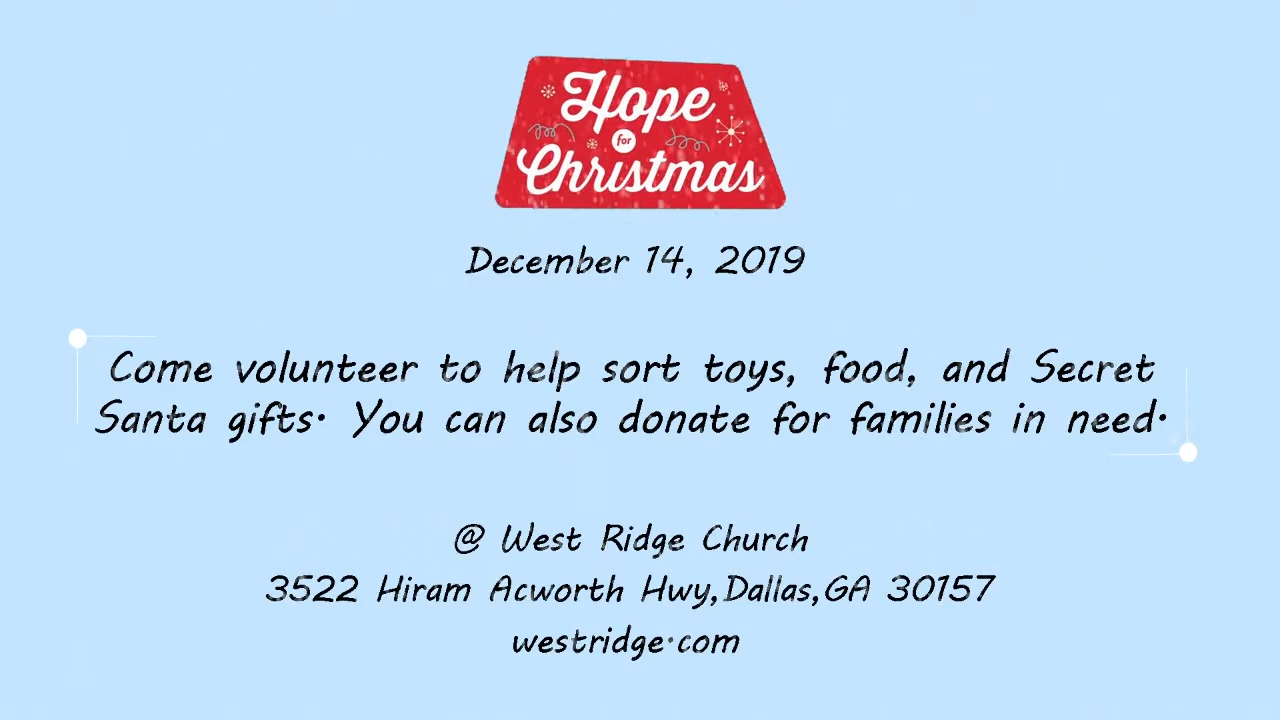 Hope
for
Christmas
December 14, 2019
Come volunteer to help sort toys, food, and Secret
Santa gifts. You can also donate for families in need.
@ West Ridge Church
3522 Hiram Acworth Hwy,Dallas,GA 30157
westridge.com